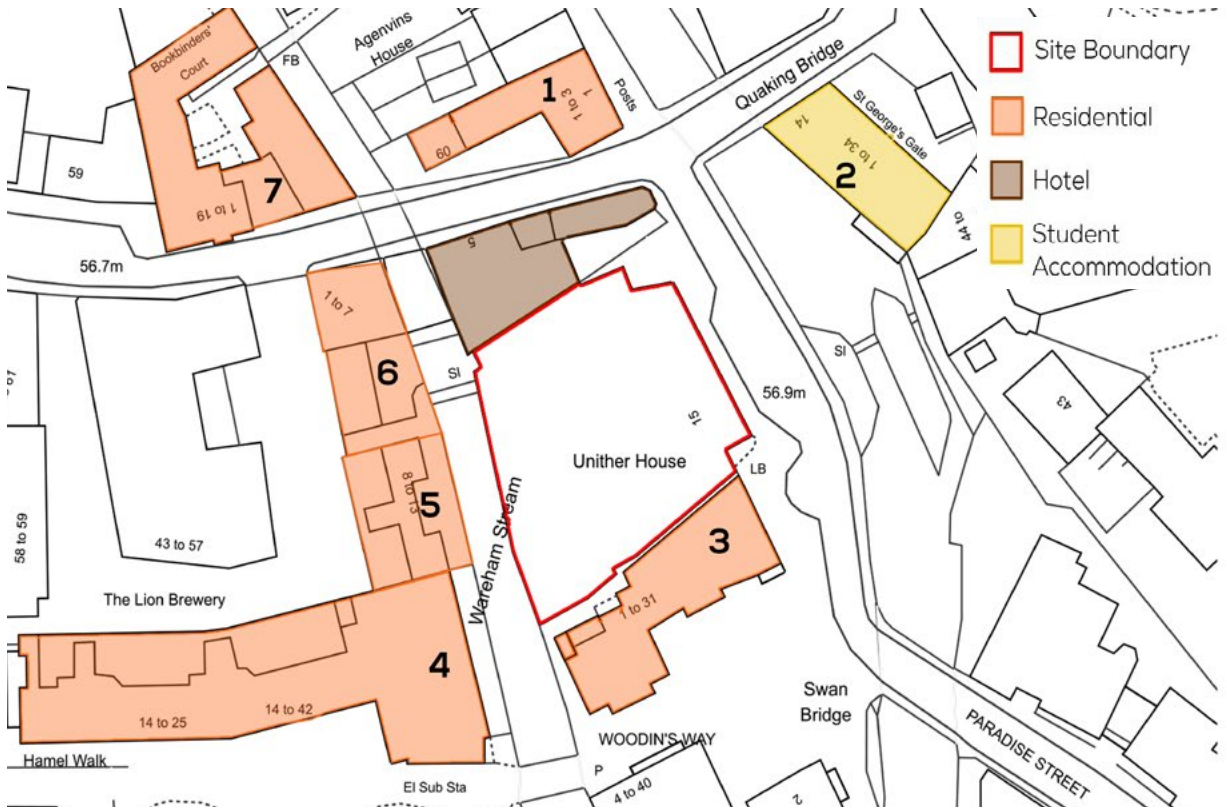 Bookbinders'
Court
FB
Agenvins
House
1
1 to 3
60
Posts
Quaking Bridge
St George's Gate
14
1 to 34
2
44 to
Site Boundary
Residential
Hotel
Student
Accommodation
59
7
1 to 19
5
56.7m
1 to 7
6
SI
SI
56.9m
43
15
Unither House
LB
3
1 to 31
8 to 13
5
Wareham Stream
58 to 59
43 to 57
The Lion Brewery
4
14 to 25
14 to 42
Hamel Walk
El Sub Sta
Swan
Bridge
WOODIN'S WAY
P
4 to 40
2
PARADISE STREET